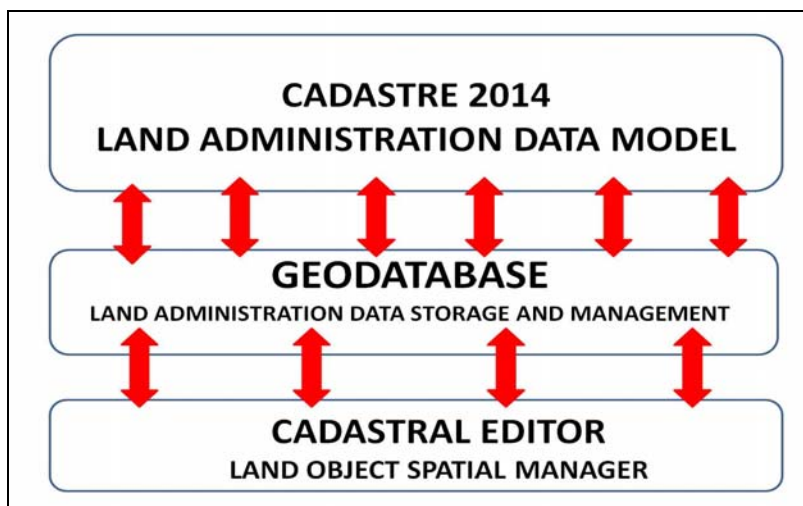 CADASTRE 2014
LAND ADMINISTRATION DATA MODEL
GEODATABASE
LAND ADMINISTRATION DATA STORAGE AND MANAGEMENT
CADASTRAL EDITOR
LAND OBJECT SPATIAL MANAGER